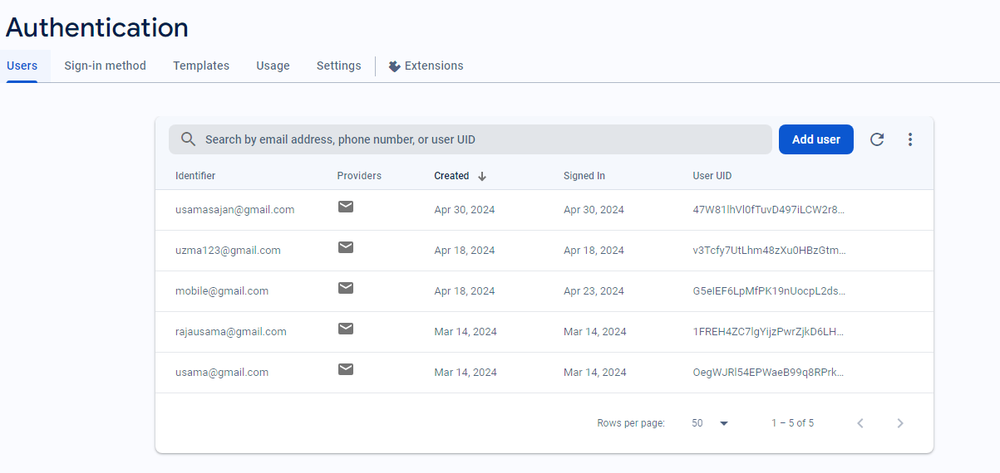 Authentication
Users Sign-in method Templates Usage Settings Extensions
Search by email address, phone number, or user UID Add user
Identifier Providers Created Signed In User UID
usamasajan@gmail.com Apr 30, 2024 Apr 30, 2024 47W81lhVl0fTuvD497iLCW2r8...
uzma123@gmail.com Apr 18, 2024 Apr 18, 2024 v3Tcfy7UtLhm48zXu0HBzGtm...
mobile@gmail.com Apr 18, 2024 Apr 23, 2024 G5eIEF6LpMfPK19nUocpL2ds...
rajausama@gmail.com Mar 14, 2024 Mar 14, 2024 1FREH4ZC7lgYijzPwrZjkD6LH...
usama@gmail.com Mar 14, 2024 Mar 14, 2024 OegWJRl54EPWaeB99q8RPrk...
Rows per page: 50 1 – 5 of 5